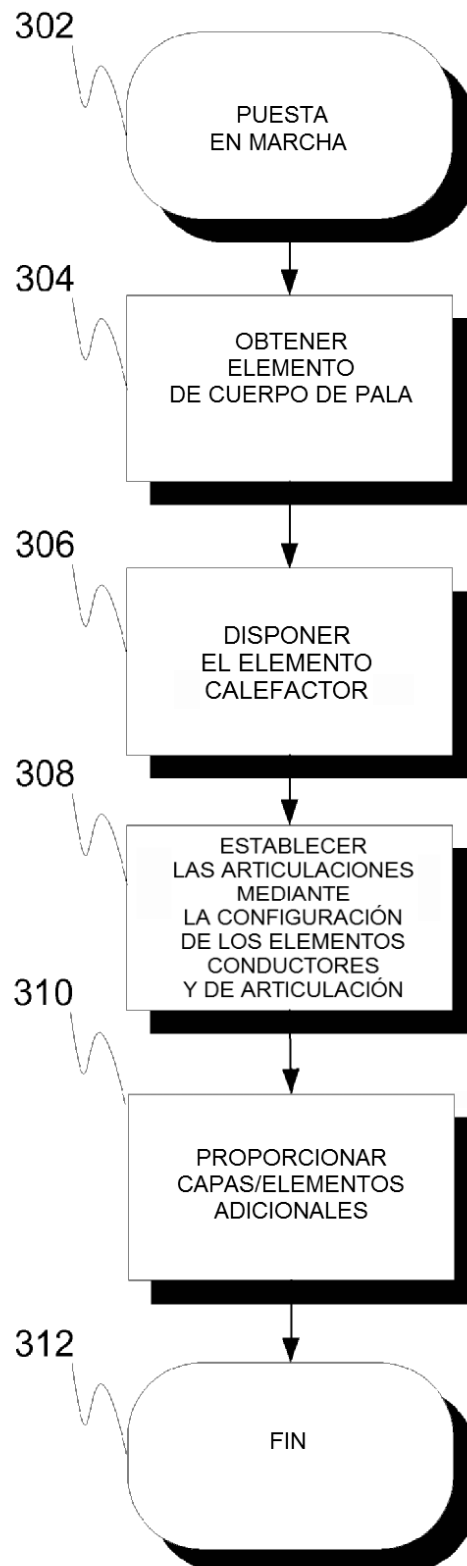 302
PUESTA
EN MARCHA
304
OBTENER
ELEMENTO
DE CUERPO DE PALA
306
DISPONER
EL ELEMENTO
CALEFACTOR
308
ESTABLECER
LAS ARTICULACIONES
MEDIANTE
LA CONFIGURACIÓN
DE LOS ELEMENTOS
CONDUCTORES
Y DE ARTICULACIÓN
310
PROPORCIONAR
CAPAS/ELEMENTOS
ADICIONALES
312
FIN